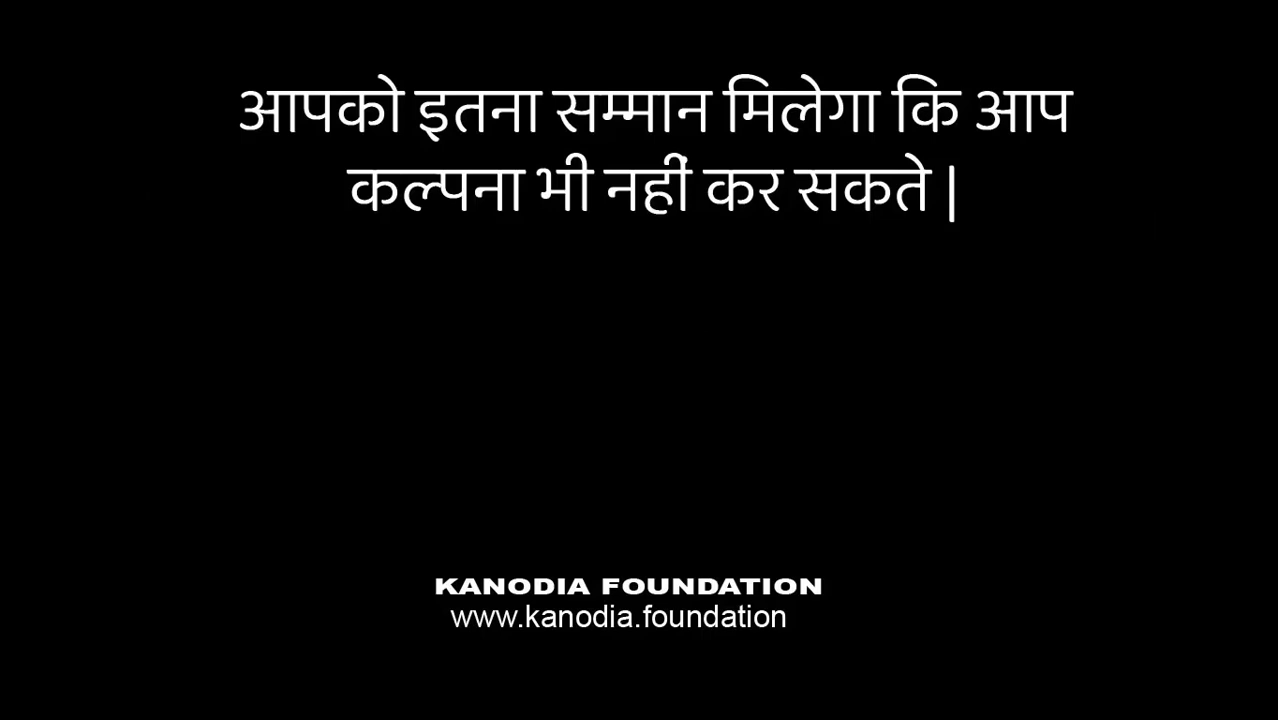 आपको इतना सम्मान मिलेगा कि आप
कल्पना भी नहीं कर सकते |
KANODIA FOUNDATION
www.kanodia.foundation